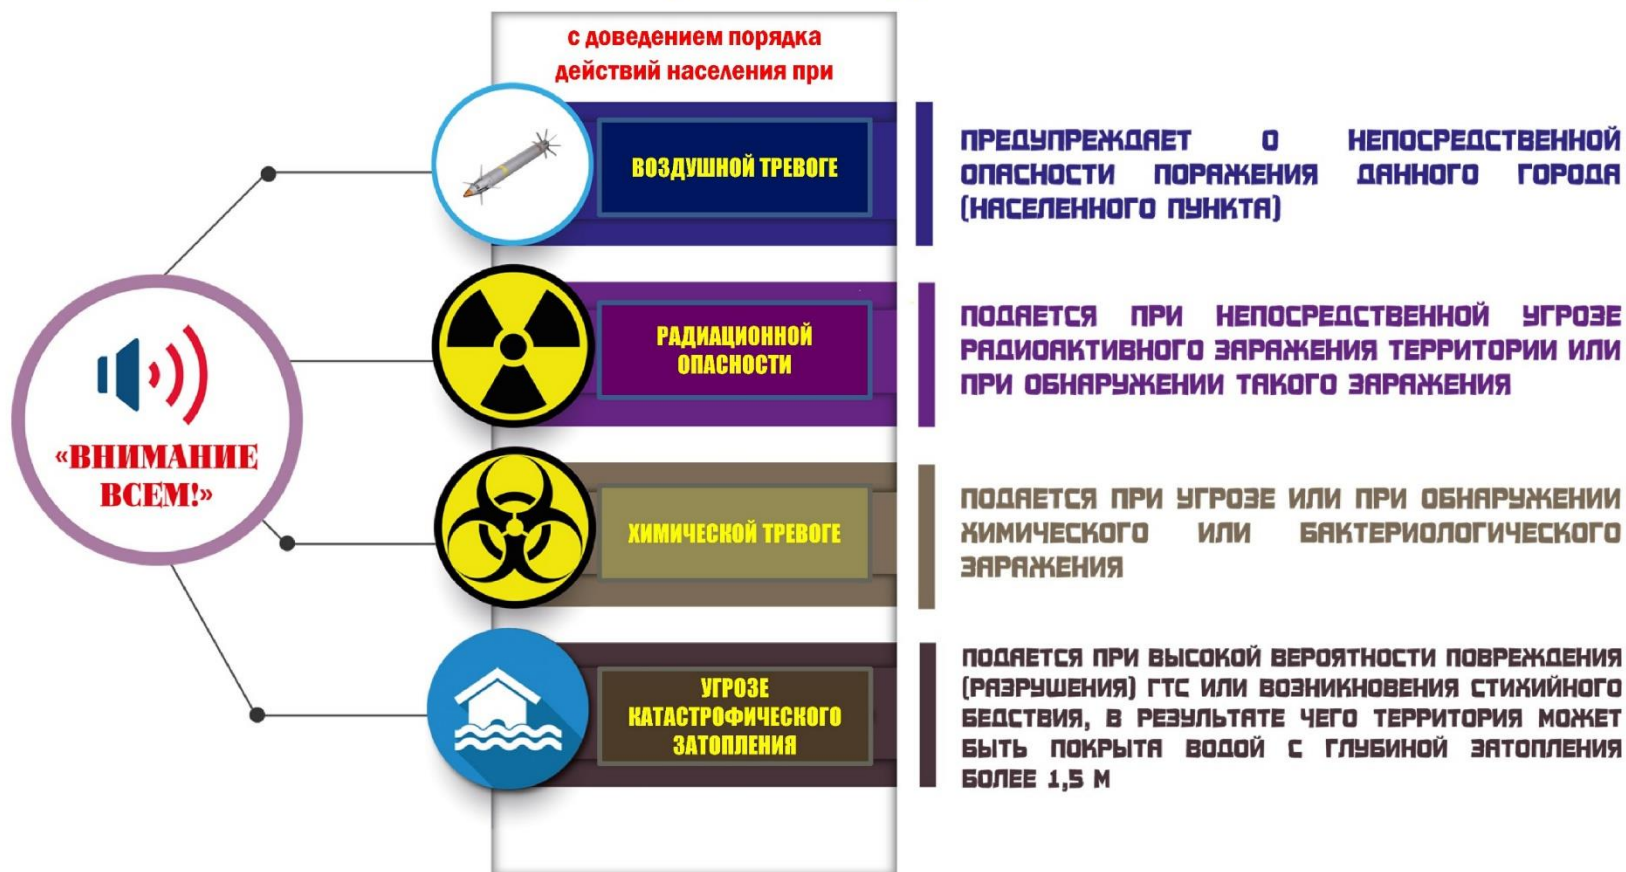 с доведением порядка
действий населения при
«ВНИМАНИЕ
ВСЕМ!»
ВОЗДУШНОЙ ТРЕВОГЕ
ПРЕДУПРЕЖДАЕТ О НЕПОСРЕДСТВЕННОЙ
ОПАСНОСТИ ПОРАЖЕНИЯ ДАННОГО ГОРОДА
(НАСЕЛЕННОГО ПУНКТА)
РАДИАЦИОННОЙ
ОПАСНОСТИ
ПОДАЕТСЯ ПРИ НЕПОСРЕДСТВЕННОЙ УГРОЗЕ
РАДИОАКТИВНОГО ЗАРАЖЕНИЯ ТЕРРИТОРИИ ИЛИ
ПРИ ОБНАРУЖЕНИИ ТАКОГО ЗАРАЖЕНИЯ
ХИМИЧЕСКОЙ ТРЕВОГЕ
ПОДАЕТСЯ ПРИ УГРОЗЕ ИЛИ ПРИ ОБНАРУЖЕНИИ
ХИМИЧЕСКОГО ИЛИ БАКТЕРИОЛОГИЧЕСКОГО
ЗАРАЖЕНИЯ
УГРОЗЕ
КАТАСТРОФИЧЕСКОГО
ЗАТОПЛЕНИЯ
ПОДАЕТСЯ ПРИ ВЫСОКОЙ ВЕРОЯТНОСТИ ПОВРЕЖДЕНИЯ
(РАЗРУШЕНИЯ) ГТС ИЛИ ВОЗНИКНОВЕНИЯ СТИХИЙНОГО
БЕДСТВИЯ, В РЕЗУЛЬТАТЕ ЧЕГО ТЕРРИТОРИЯ МОЖЕТ
БЫТЬ ПОКРЫТА ВОДОЙ С ГЛУБИНОЙ ЗАТОПЛЕНИЯ
БОЛЕЕ 1,5 М